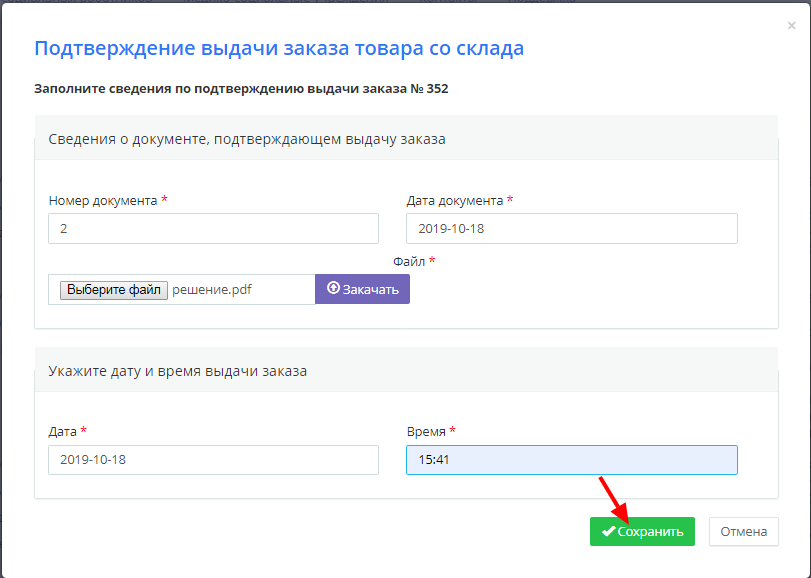 ×
Подтверждение выдачи заказа товара со склада
Заполните сведения по подтверждению выдачи заказа № 352
Сведения о документе, подтверждающем выдачу заказа
Номер документа * Дата документа *
2 2019-10-18
Файл *
Выберите файл решение.pdf Закачать
Укажите дату и время выдачи заказа
Дата * Время *
2019-10-18 15:41
Сохранить Отмена